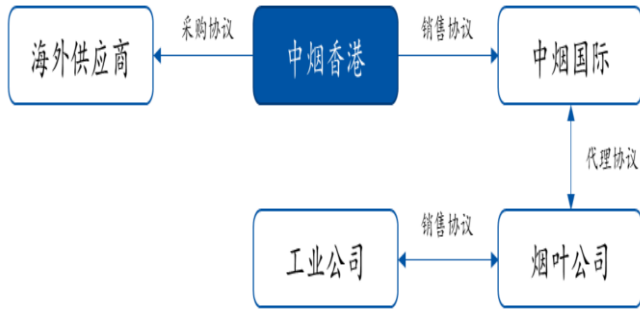 采购协议
销售协议
海外供应商
中烟香港
中烟国际
代理协议
销售协议
工业公司
烟叶公司